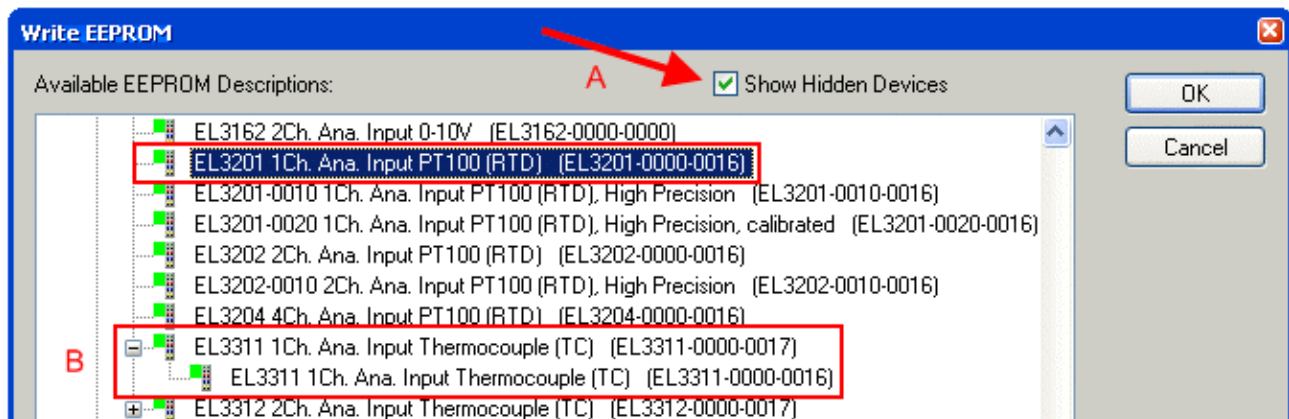 Write EEPROM
Available EEPROM Descriptions:
A
Show Hidden Devices
OK
Cancel
EL3162 2Ch. Ana. Input 0-10V (EL3162-0000-0000)
EL3201 1Ch. Ana. Input PT100 (RTD) (EL3201-0000-0016)
EL3201-0010 1Ch. Ana. Input PT100 (RTD), High Precision (EL3201-0010-0016)
EL3201-0020 1Ch. Ana. Input PT100 (RTD), High Precision, calibrated (EL3201-0020-0016)
EL3202 2Ch. Ana. Input PT100 (RTD) (EL3202-0000-0016)
EL3202-0010 2Ch. Ana. Input PT100 (RTD), High Precision (EL3202-0010-0016)
EL3204 4Ch. Ana. Input PT100 (RTD) (EL3204-0000-0016)
B
EL3311 1Ch. Ana. Input Thermocouple (TC) (EL3311-0000-0017)
EL3311 1Ch. Ana. Input Thermocouple (TC) (EL3311-0000-0016)
EL3312 2Ch. Ana. Input Thermocouple (TC) (EL3312-0000-0017)